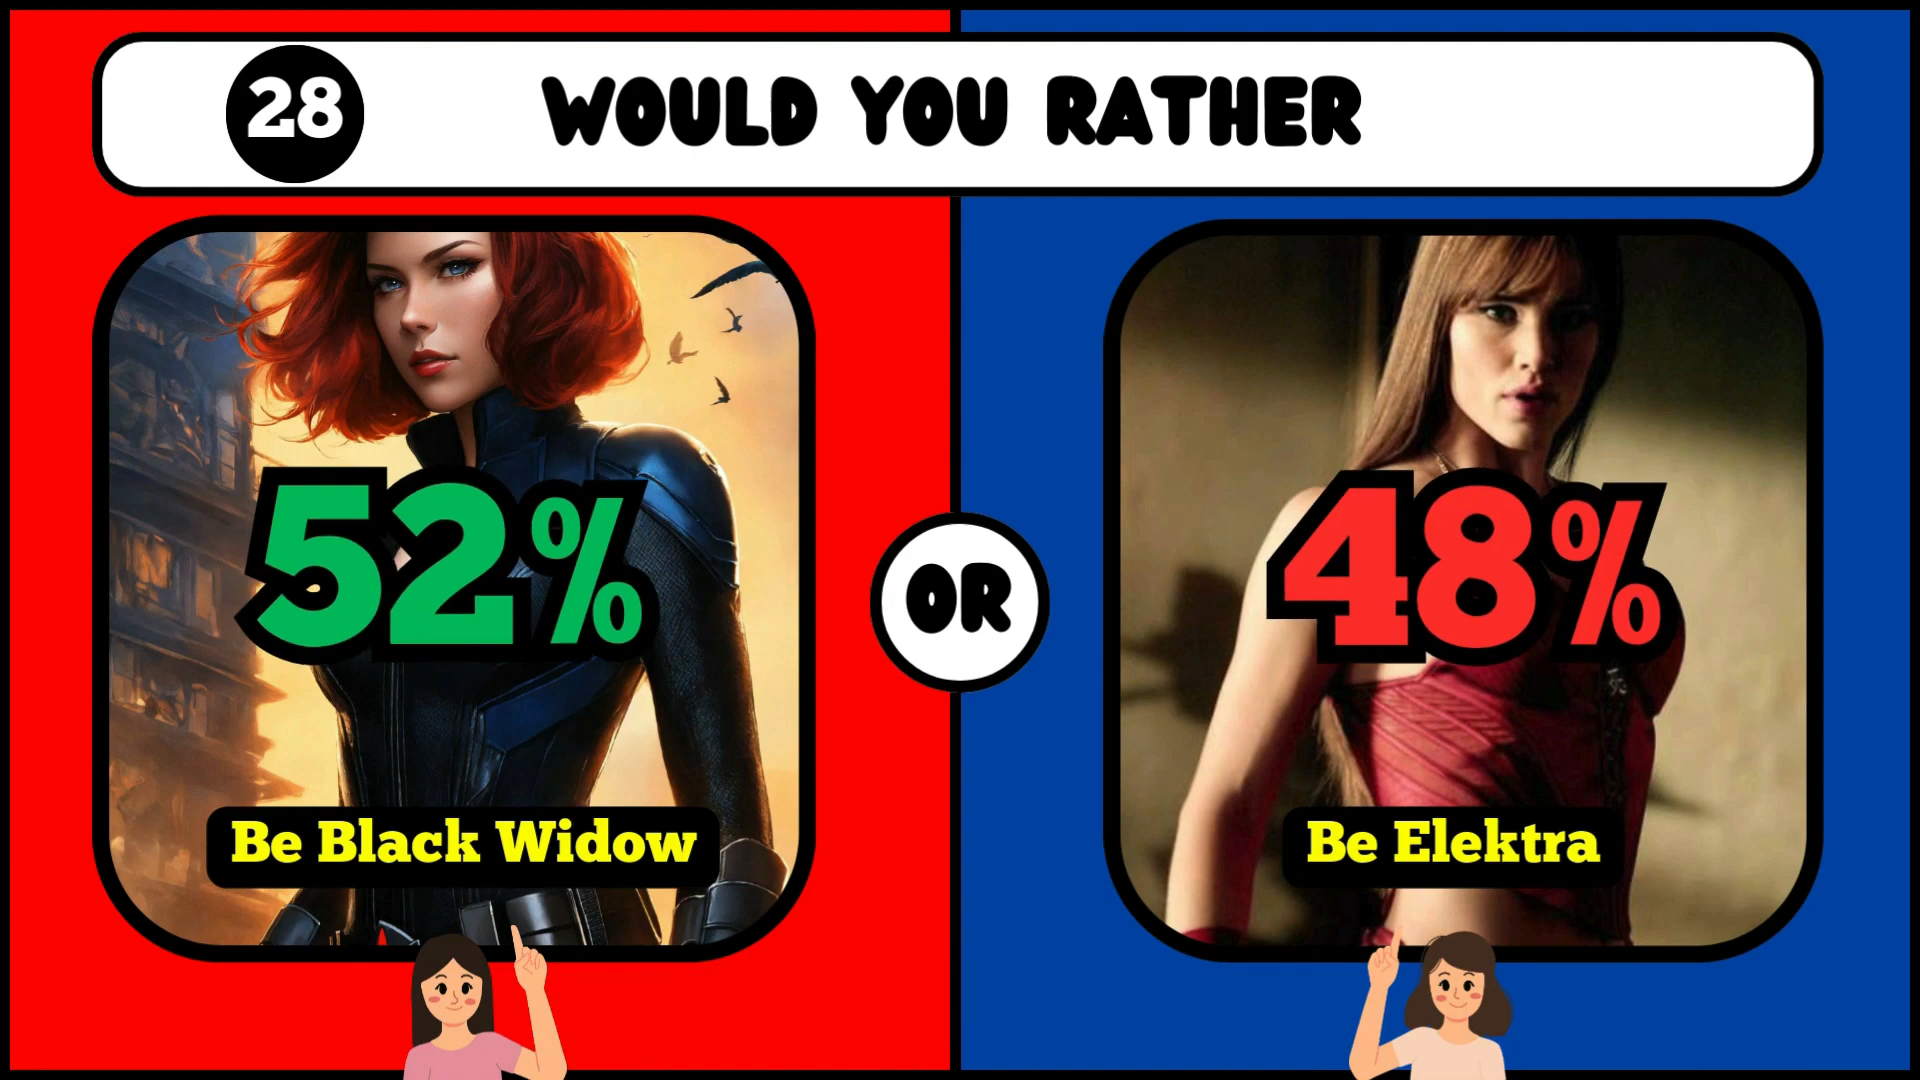 28 WOULD YOU RATHER
52%
OR
48%
Be Black Widow
Be Elektra